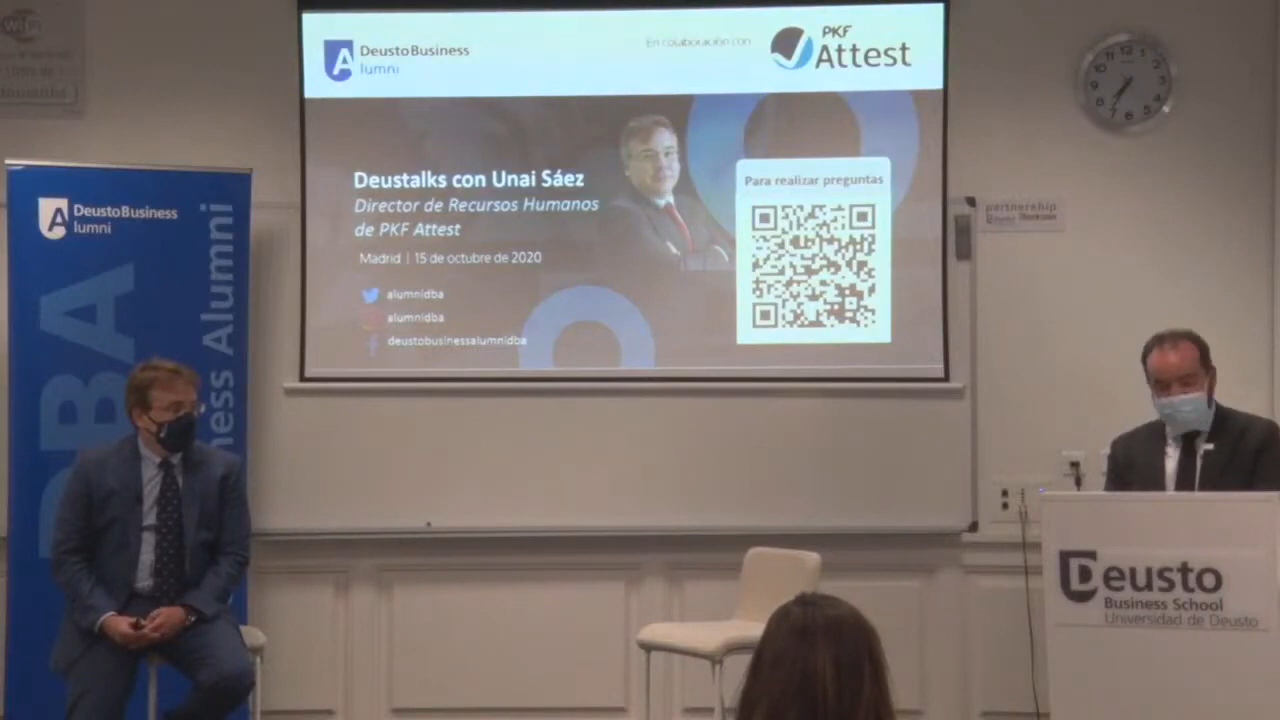 DeustoBusiness
lumni
En colaboración con
PKF
Attest
Deustalks con Unai Sáez
Director de Recursos Humanos
de PKF Attest
Madrid | 15 de octubre de 2020
alumnidba
alumnidba
deustobusinessalumnidba
Para realizar preguntas
A DeustoBusiness
lumni
DBA
ness Alumni
partnership
Deusto
Business School
Universidad de Deusto